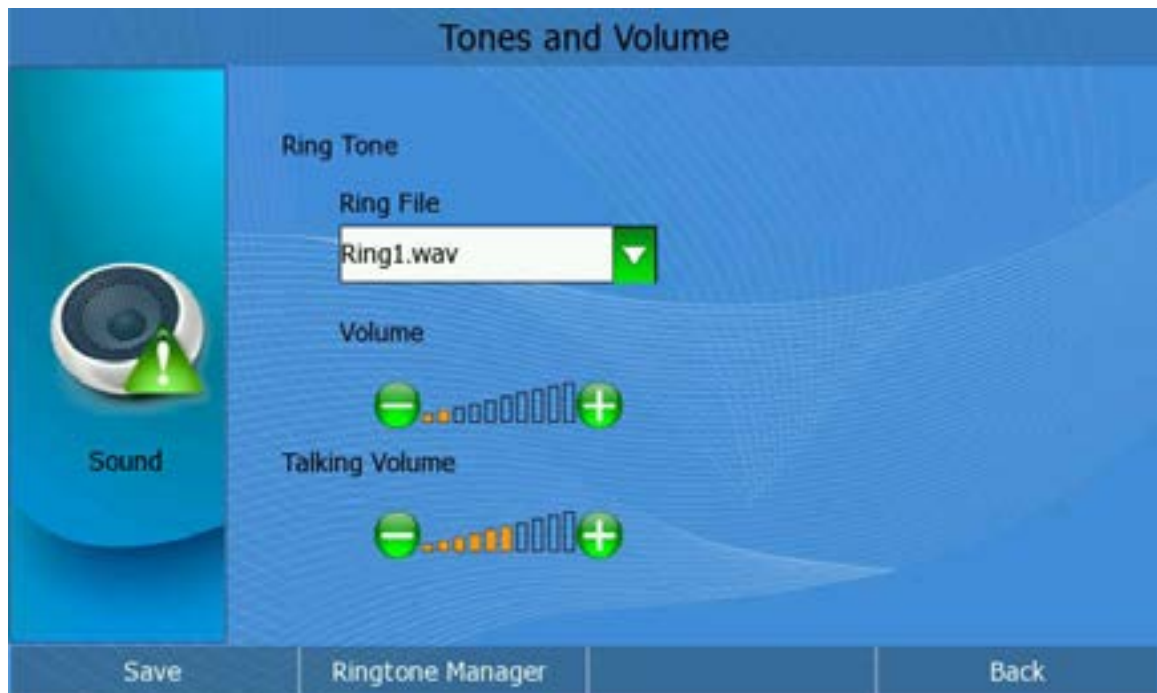 Tones and Volume
Ring Tone
Ring File
Ring1.wav
Volume
Sound
Talking Volume
Save
Ringtone Manager
Back